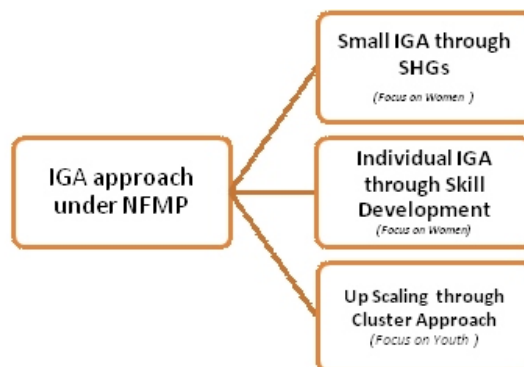 Small IGA through
SHGs
(Focus on Women )
IGA approach
under NFMP
Individual IGA
through Skill
Development
(Focus on Women)
Up Scaling through
Cluster Approach
(Focus on Youth )